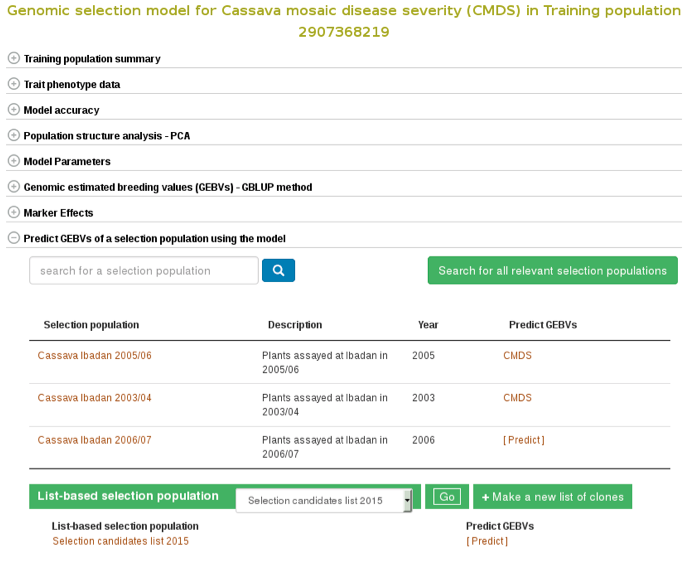 Genomic selection model for Cassava mosaic disease severity (CMDS) in Training population
2907368219
Training population summary
Trait phenotype data
Model accuracy
Population structure analysis - PCA
Model Parameters
Genomic estimated breeding values (GEBVs) - GBLUP method
Marker Effects
Predict GEBVs of a selection population using the model
search for a selection population Search for all relevant selection populations
Selection population Description Year Predict GEBVs
Cassava Ibadan 2005/06 Plants assayed at Ibadan in 2005 CMDS
2005/06
Cassava Ibadan 2003/04 Plants assayed at Ibadan in 2003 CMDS
2003/04
Cassava Ibadan 2006/07 Plants assayed at Ibadan in 2006 [ Predict ]
2006/07
List-based selection population Selection candidates list 2015 Go + Make a new list of clones
List-based selection population Predict GEBVs
Selection candidates list 2015 [ Predict ]